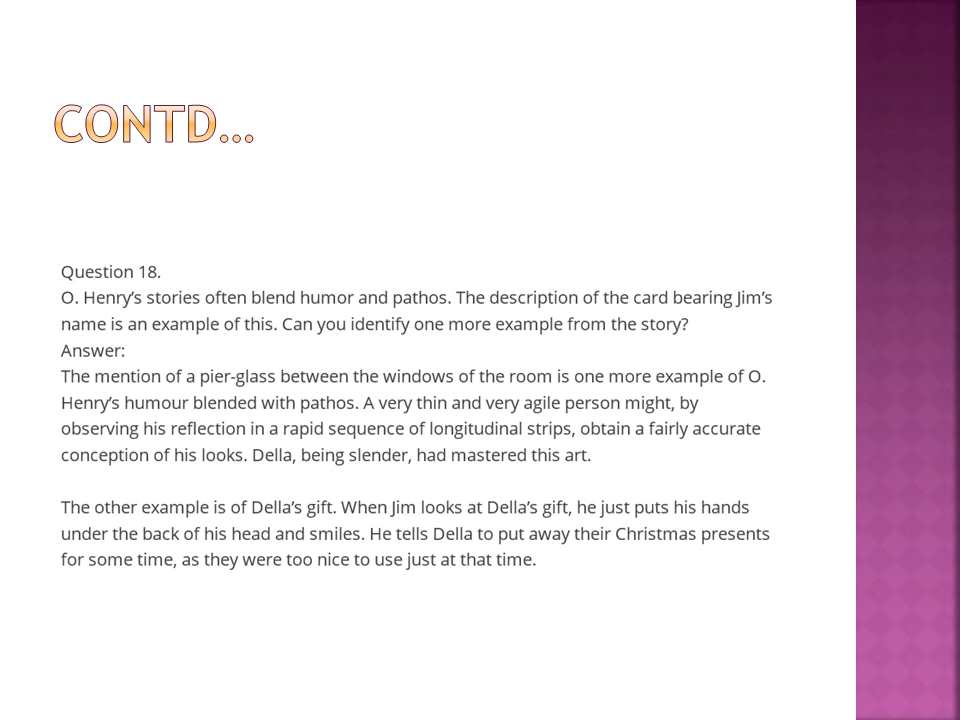 CONTD…
Question 18.
O. Henry’s stories often blend humor and pathos. The description of the card bearing Jim’s
name is an example of this. Can you identify one more example from the story?
Answer:
The mention of a pier-glass between the windows of the room is one more example of O.
Henry’s humour blended with pathos. A very thin and very agile person might, by
observing his reflection in a rapid sequence of longitudinal strips, obtain a fairly accurate
conception of his looks. Della, being slender, had mastered this art.
The other example is of Della’s gift. When Jim looks at Della’s gift, he just puts his hands
under the back of his head and smiles. He tells Della to put away their Christmas presents
for some time, as they were too nice to use just at that time.